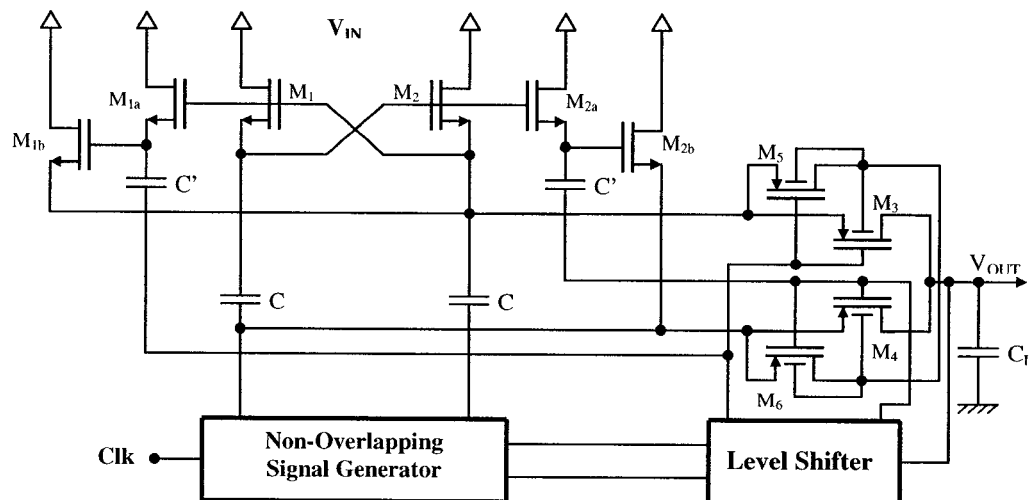 V_IN
M_1a
M_1
M_2
M_2a
M_1b
M_2b
C'
C'
M_5
M_3
V_OUT
C
C
M_4
M_6
Clk
Non-Overlapping
Signal Generator
Level Shifter